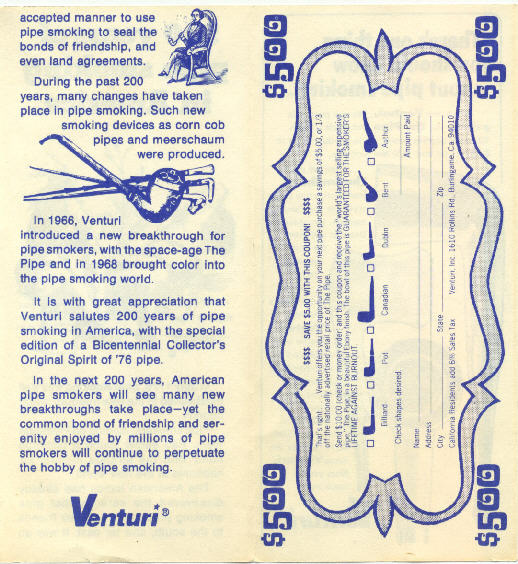 accepted manner to use
pipe smoking to seal the
bonds of friendship, and
even land agreements.
During the past 200
years, many changes have taken
place in pipe smoking. Such new
smoking devices as corn cob
pipes and meerschaum
were produced.
In 1966, Venturi
introduced a new breakthrough for
pipe smokers, with the space-age The
Pipe and in 1968 brought color into
the pipe smoking world.
It is with great appreciation that
Venturi salutes 200 years of pipe
smoking in America, with the special
edition of a Bicentennial Collector's
Original Spirit of '76 pipe.
In the next 200 years, American
pipe smokers will see many new
breakthroughs take place—yet the
common bond of friendship and ser-
enity enjoyed by millions of pipe
smokers will continue to perpetuate
the hobby of pipe smoking.
Venturi®
$5.00
$5.00
$5.00
$5.00
$$$$ SAVE $5.00 WITH THIS COUPON! $$$$
That's right. Venturi offers you the opportunity on your next pipe purchase a savings of $5.00, or 1/3
off the nationally advertised retail price of The Pipe.
Send $10.00 (check or money order) and this coupon and receive the "world's largest selling expensive
pipe," The Pipe, in a beautiful Ebony finish. The bowl of this pipe is GUARANTEED FOR THE SMOKER'S
LIFETIME AGAINST BURNOUT.
Billiard Pot Canadian Dublin Bent Author
Check shapes desired Amount Paid
Name
Address
City State Zip
California Residents add 6% Sales Tax Venturi, Inc 1610 Rollins Rd., Burlingame, Ca. 94010